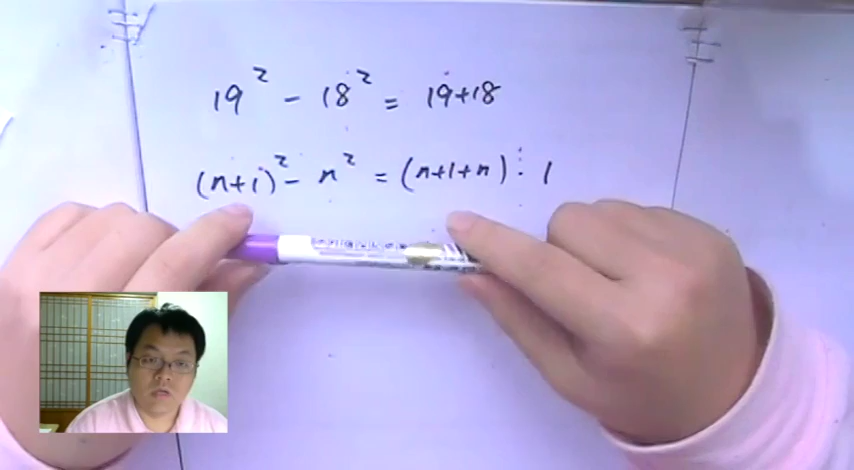 19² - 18² = 19+18
(n+1)² - n² = (n+1+n) · 1